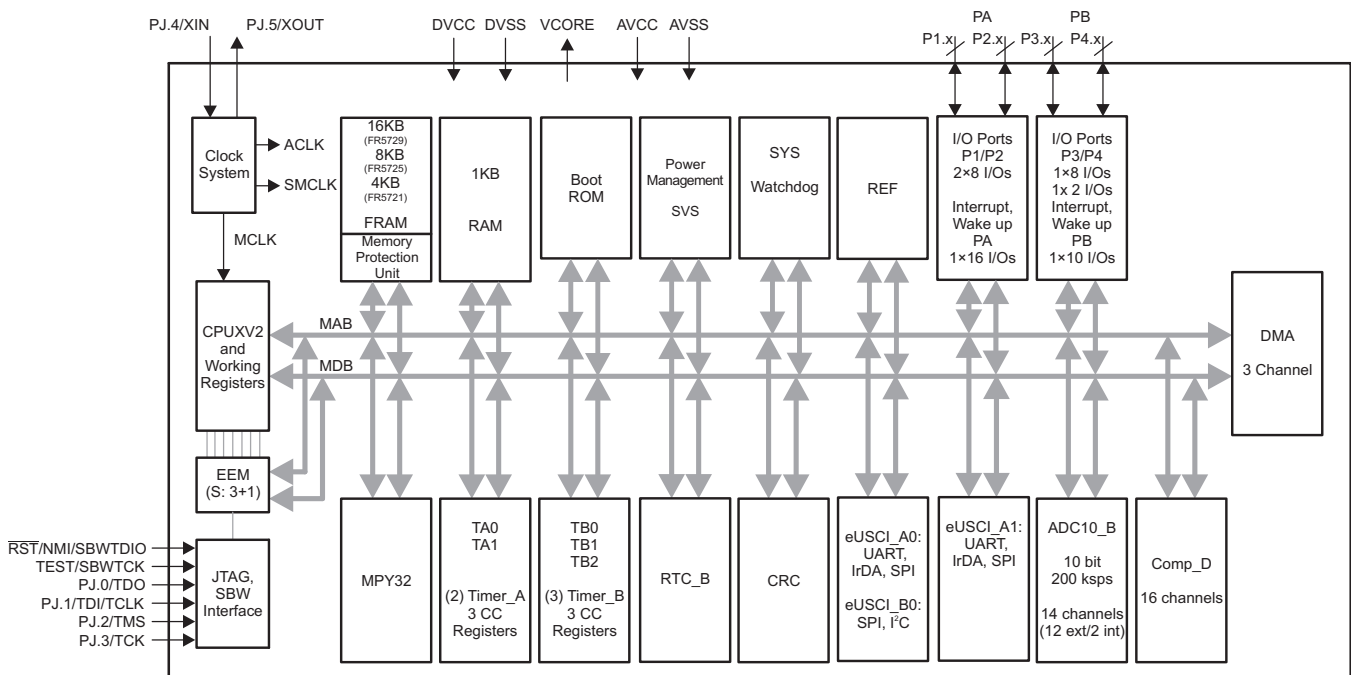 PJ.4/XIN
PJ.5/XOUT
DVCC
DVSS
VCORE
AVCC
AVSS
PA
PB
P1.x
P2.x
P3.x
P4.x
Clock
System
ACLK
SMCLK
MCLK
16KB
(FR5729)
8KB
(FR5725)
4KB
(FR5721)
FRAM
Memory
Protection
Unit
1KB
RAM
Boot
ROM
Power
Management
SVS
SYS
Watchdog
REF
I/O Ports
P1/P2
2×8 I/Os
Interrupt,
Wake up
PA
1×16 I/Os
I/O Ports
P3/P4
1×8 I/Os
1x 2 I/Os
Interrupt,
Wake up
PB
1×10 I/Os
CPUXV2
and
Working
Registers
MAB
MDB
DMA
3 Channel
EEM
(S: 3+1)
RST/NMI/SBWTDIO
TEST/SBWTCK
PJ.0/TDO
PJ.1/TDI/TCLK
PJ.2/TMS
PJ.3/TCK
JTAG,
SBW
Interface
MPY32
TA0
TA1
(2) Timer_A
3 CC
Registers
TB0
TB1
TB2
(3) Timer_B
3 CC
Registers
RTC_B
CRC
eUSCI_A0:
UART,
IrDA, SPI
eUSCI_B0:
SPI, I²C
eUSCI_A1:
UART,
IrDA, SPI
ADC10_B
10 bit
200 ksps
14 channels
(12 ext/2 int)
Comp_D
16 channels